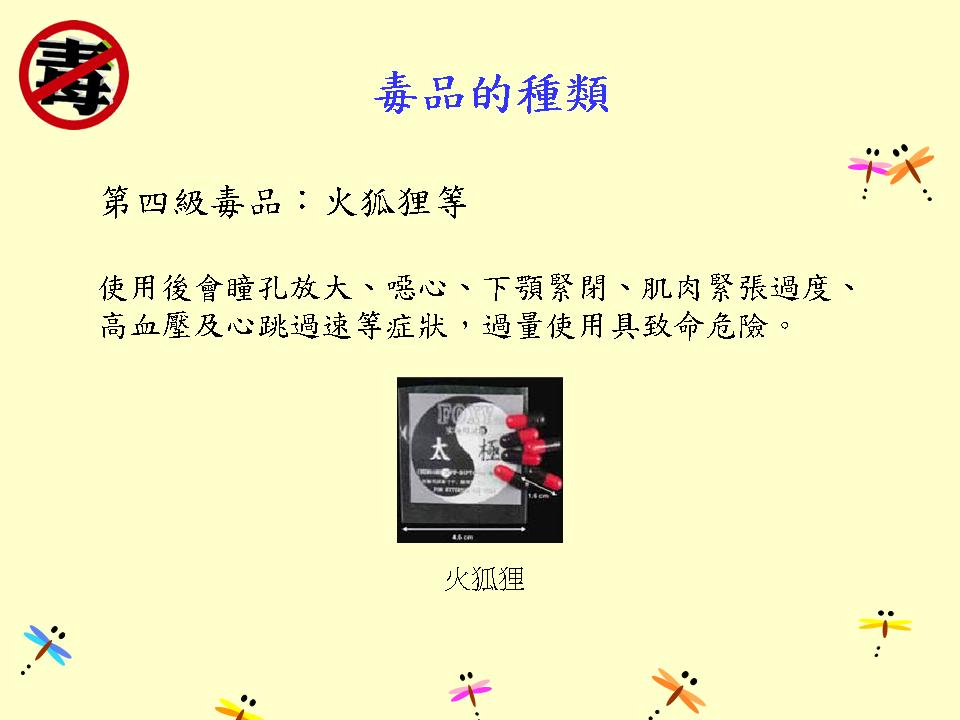 毒
毒品的種類
第四級毒品：火狐狸等
使用後會瞳孔放大、噁心、下顎緊閉、肌肉緊張過度、
高血壓及心跳過速等症狀，過量使用具致命危險。
FOXY
太 極
1.6 cm
4.5 cm
火狐狸